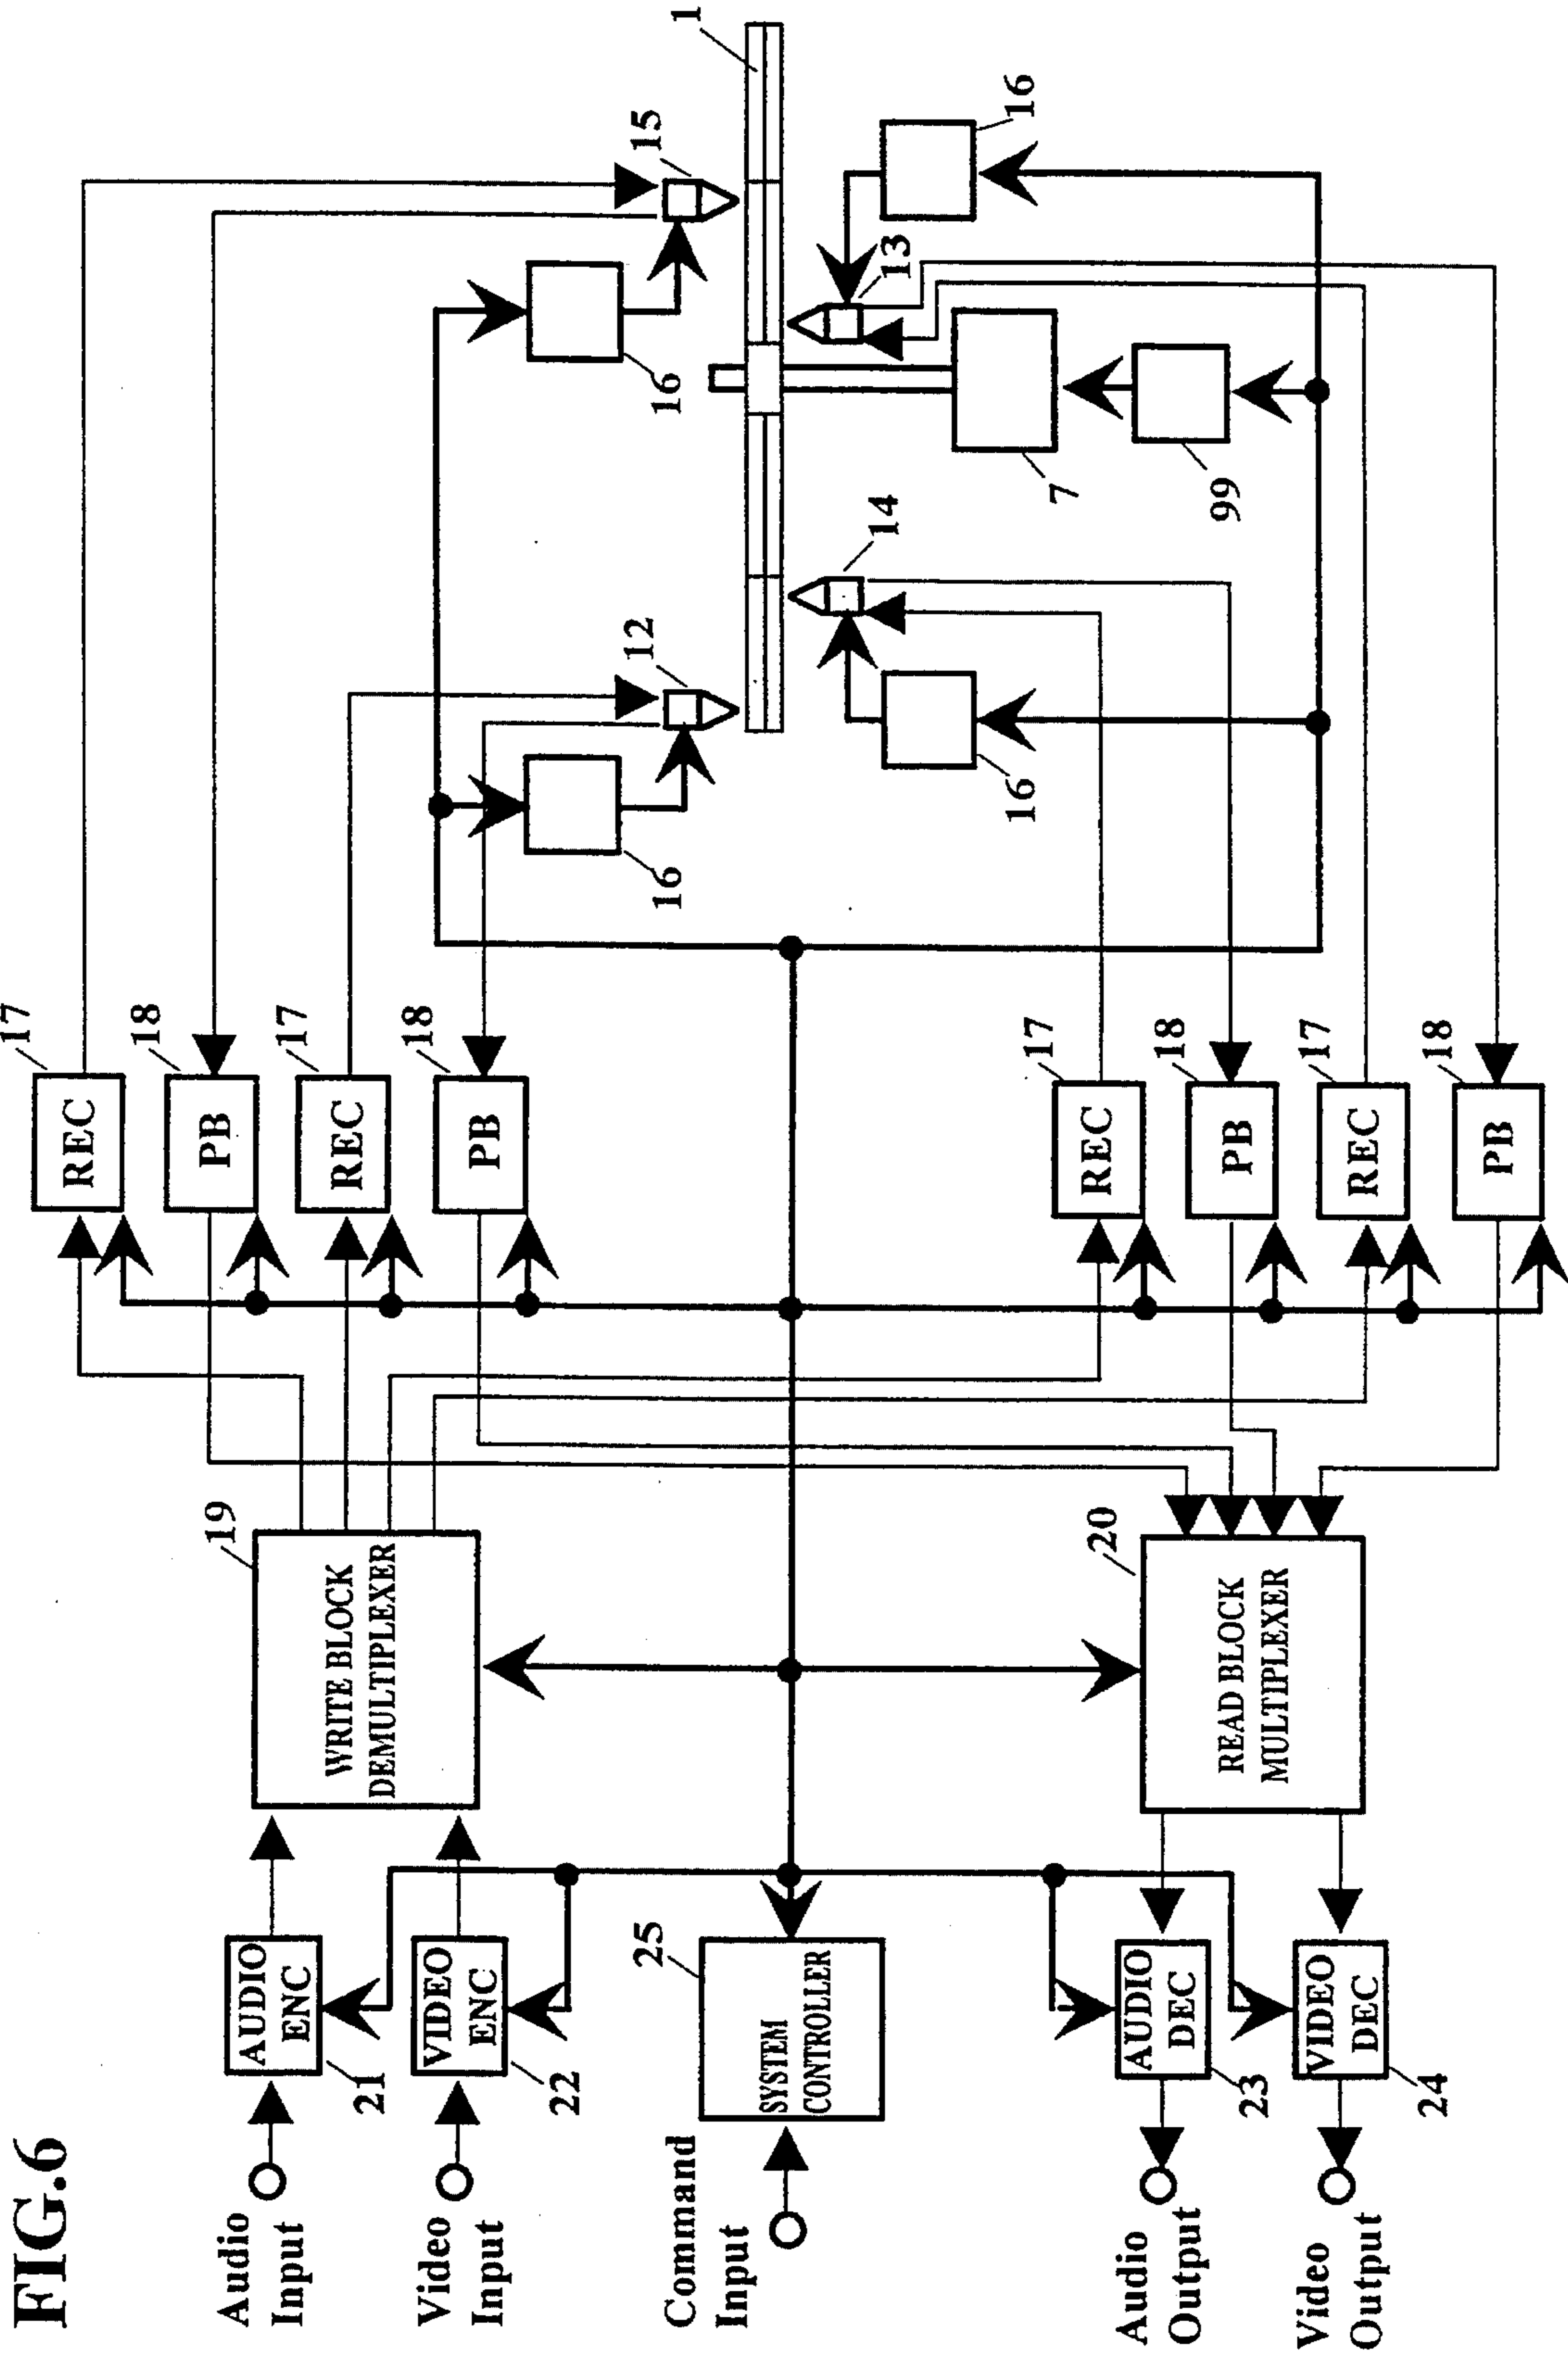 FIG.6
Audio
Input
Video
Input
Command
Input
Audio
Output
Video
Output
AUDIO
ENC
21
VIDEO
ENC
22
25
SYSTEM
CONTROLLER
AUDIO
DEC
23
VIDEO
DEC
24
19
WRITE BLOCK
DEMULTIPLEXER
20
READ BLOCK
MULTIPLEXER
17
REC
18
PB
17
REC
18
PB
17
REC
18
PB
17
REC
18
PB
16
12
16
15
1
14
16
7
99
13
16